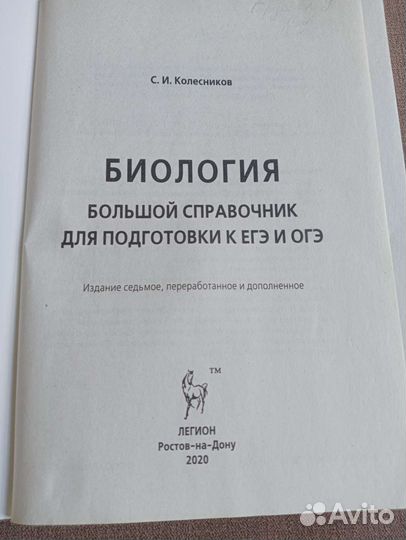 С. И. Колесников
БИОЛОГИЯ
БОЛЬШОЙ СПРАВОЧНИК
ДЛЯ ПОДГОТОВКИ К ЕГЭ И ОГЭ
Издание седьмое, переработанное и дополненное
TM
ЛЕГИОН
Ростов-на-Дону
2020
Avito